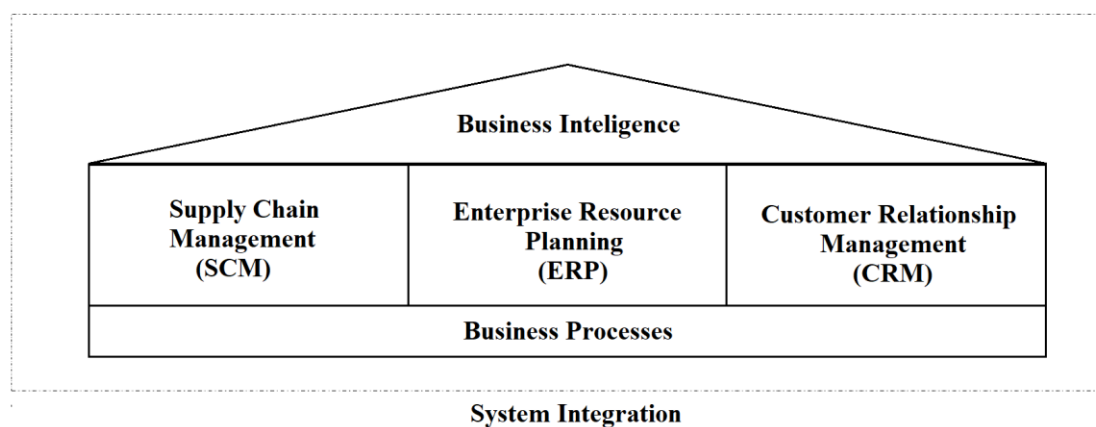 Business Inteligence
Supply Chain
Management
(SCM)
Enterprise Resource
Planning
(ERP)
Customer Relationship
Management
(CRM)
Business Processes
System Integration